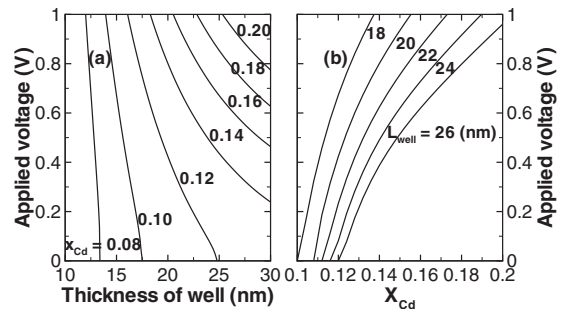 Applied voltage (V)
1
0.8
0.6
0.4
0.2
0
10 15 20 25 30
Thickness of well (nm)
(a)
0.20
0.18
0.16
0.14
0.12
0.10
x_Cd = 0.08
(b)
18
20
22
24
L_well = 26 (nm)
0.1 0.12 0.14 0.16 0.18 0.2
X_Cd
1
0.8
0.6
0.4
0.2
0
Applied voltage (V)